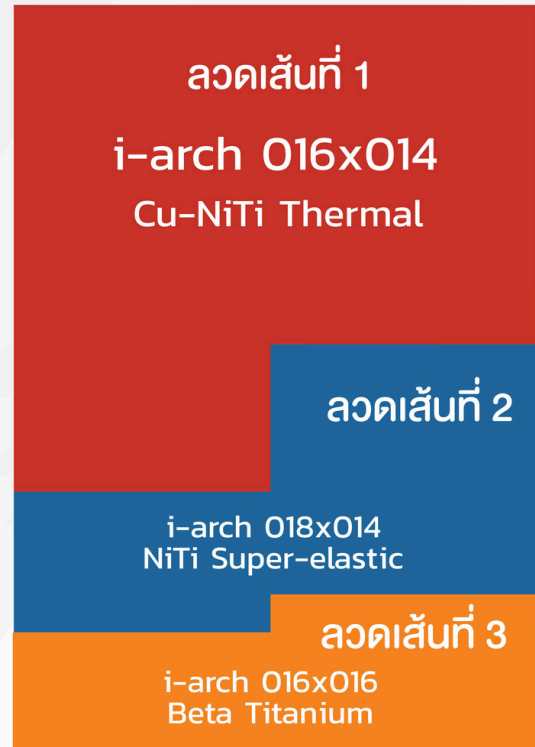 ลวดเส้นที่ 1
i-arch 016x014
Cu-NiTi Thermal
ลวดเส้นที่ 2
i-arch 018x014
NiTi Super-elastic
ลวดเส้นที่ 3
i-arch 016x016
Beta Titanium